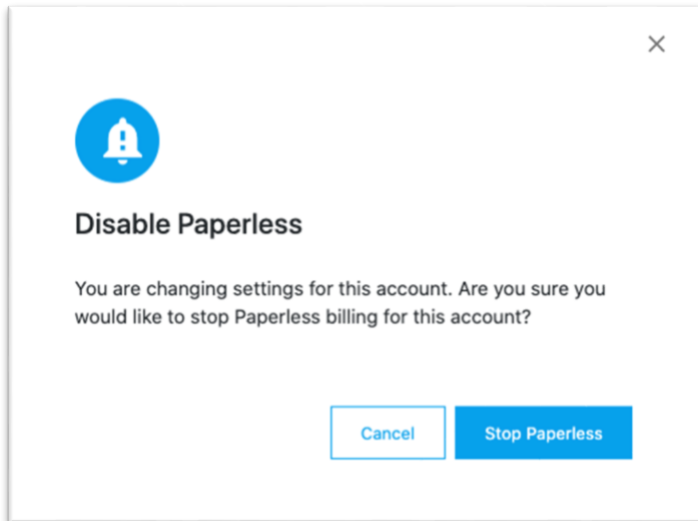 Disable Paperless
You are changing settings for this account. Are you sure you
would like to stop Paperless billing for this account?
Cancel
Stop Paperless